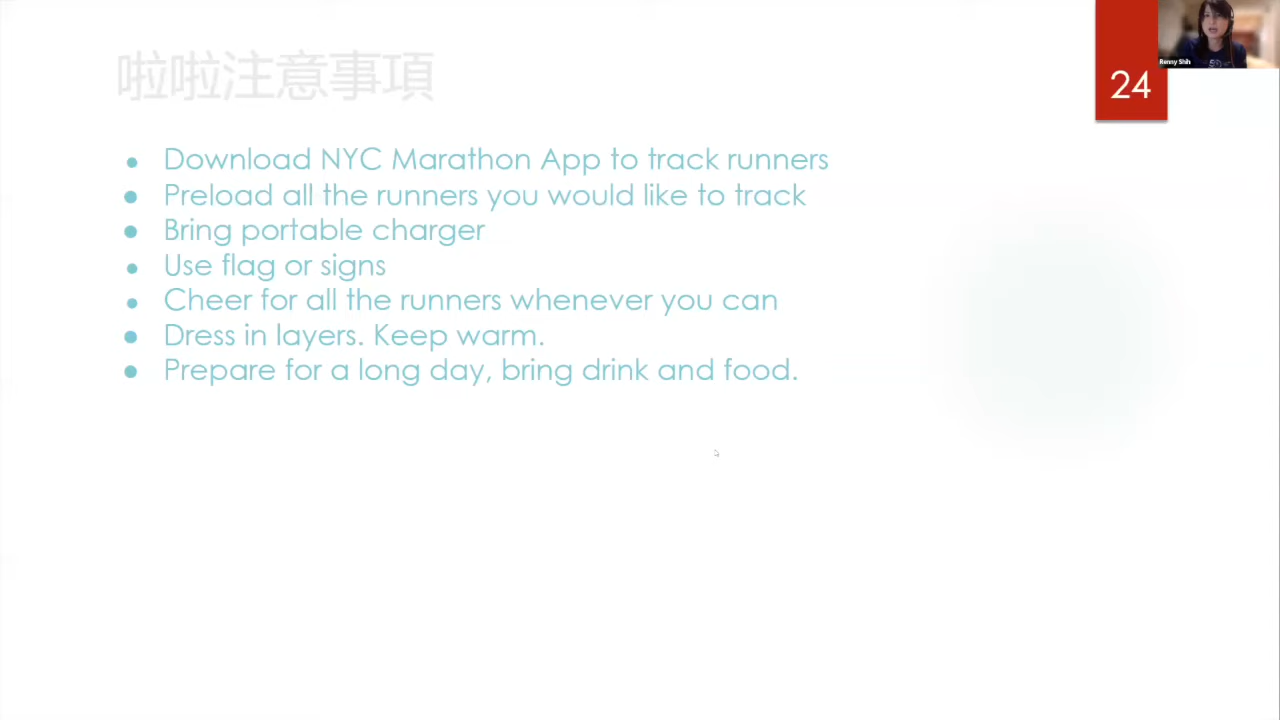 啦啦注意事項
24
Renny Shih
Download NYC Marathon App to track runners
Preload all the runners you would like to track
Bring portable charger
Use flag or signs
Cheer for all the runners whenever you can
Dress in layers. Keep warm.
Prepare for a long day, bring drink and food.